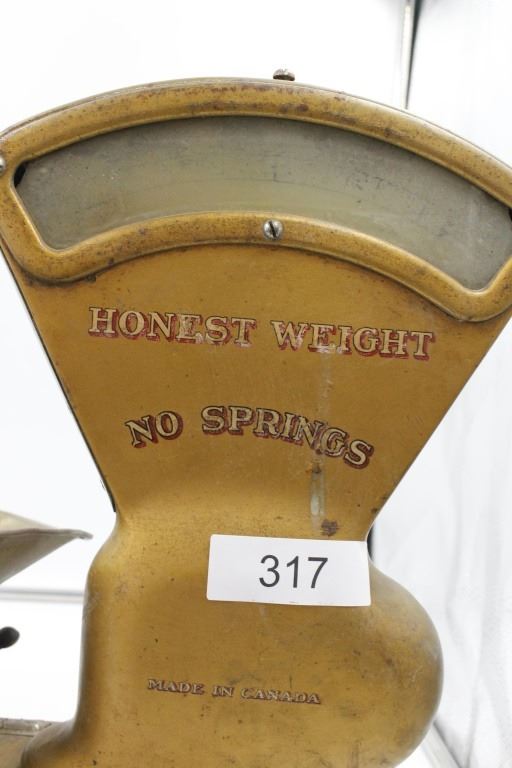 HONEST WEIGHT
NO SPRINGS
317
MADE IN CANADA